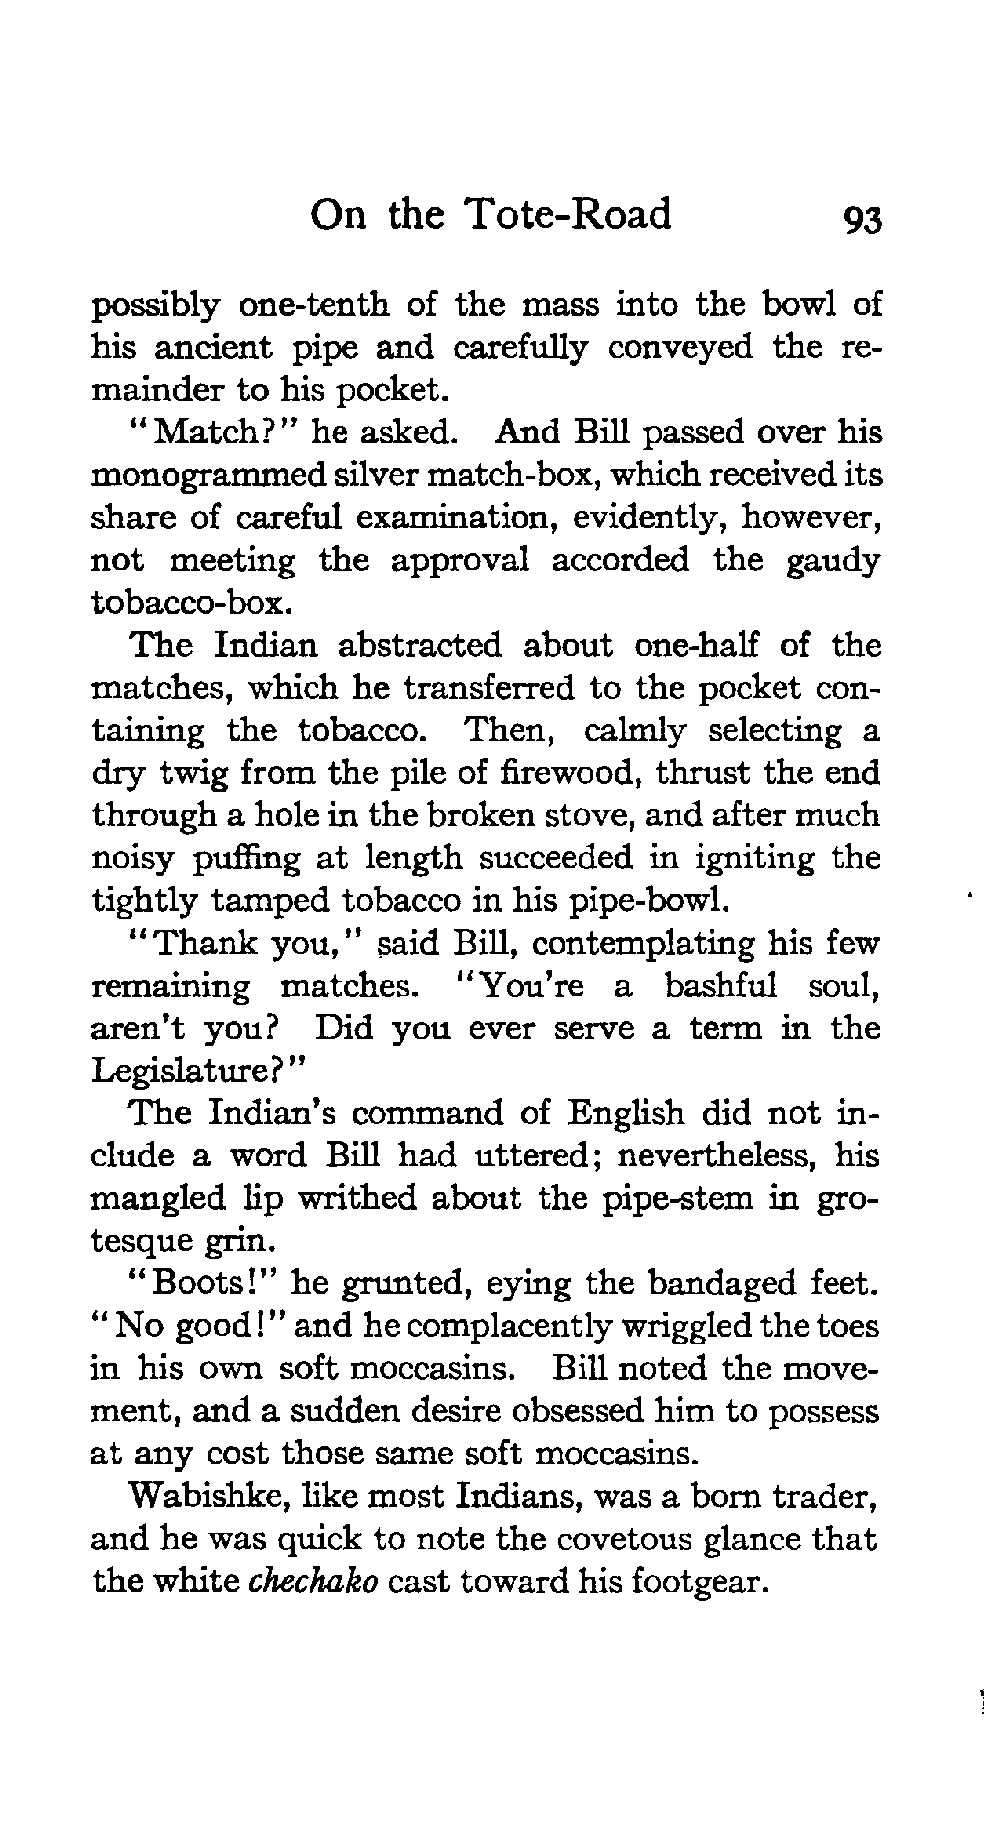 On the Tote-Road 93
possibly one-tenth of the mass into the bowl of
his ancient pipe and carefully conveyed the re-
mainder to his pocket.
"Match?" he asked. And Bill passed over his
monogrammed silver match-box, which received its
share of careful examination, evidently, however,
not meeting the approval accorded the gaudy
tobacco-box.
The Indian abstracted about one-half of the
matches, which he transferred to the pocket con-
taining the tobacco. Then, calmly selecting a
dry twig from the pile of firewood, thrust the end
through a hole in the broken stove, and after much
noisy puffing at length succeeded in igniting the
tightly tamped tobacco in his pipe-bowl.
"Thank you," said Bill, contemplating his few
remaining matches. "You're a bashful soul,
aren't you? Did you ever serve a term in the
Legislature?"
The Indian's command of English did not in-
clude a word Bill had uttered; nevertheless, his
mangled lip writhed about the pipe-stem in gro-
tesque grin.
"Boots!" he grunted, eying the bandaged feet.
"No good!" and he complacently wriggled the toes
in his own soft moccasins. Bill noted the move-
ment, and a sudden desire obsessed him to possess
at any cost those same soft moccasins.
Wabishke, like most Indians, was a born trader,
and he was quick to note the covetous glance that
the white chechako cast toward his footgear.